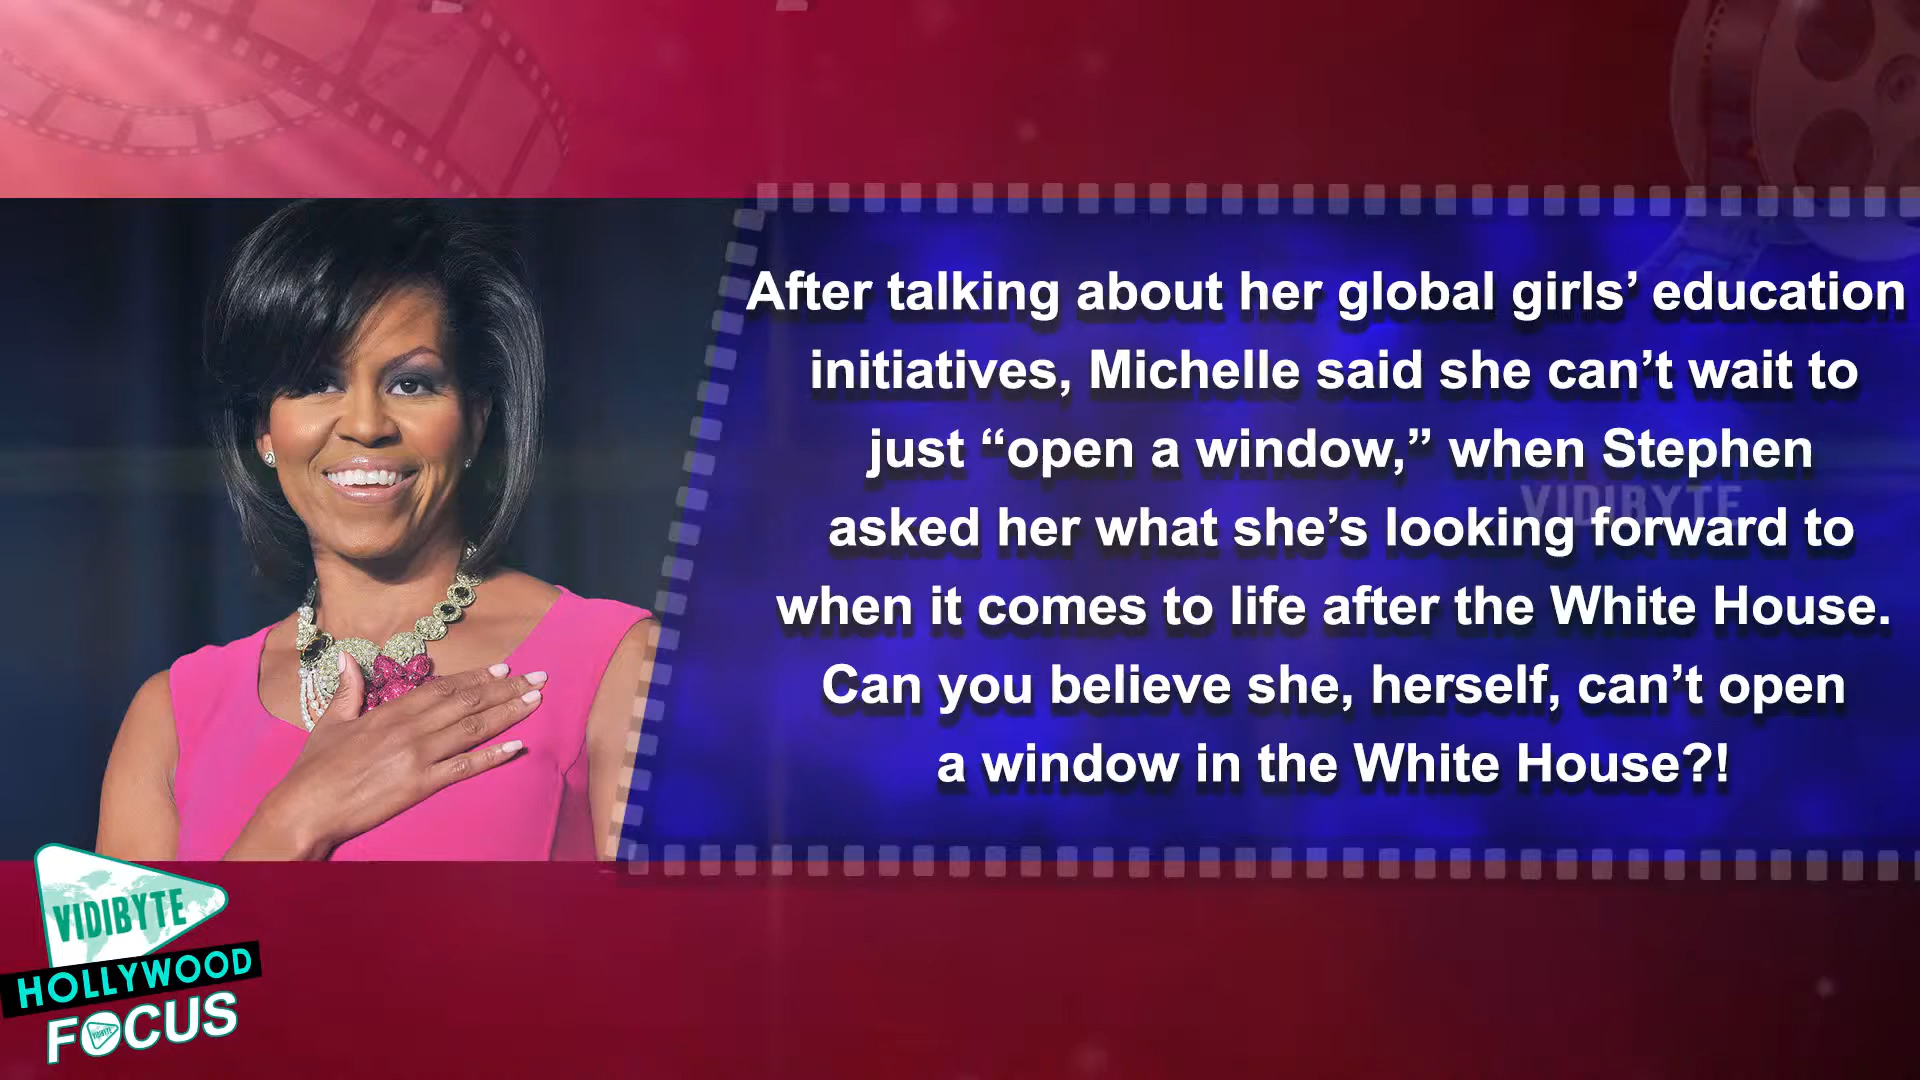 After talking about her global girls’ education
initiatives, Michelle said she can’t wait to
just “open a window,” when Stephen
asked her what she’s looking forward to
when it comes to life after the White House.
Can you believe she, herself, can’t open
a window in the White House?!
VIDIBYTE
VIDIBYTE
HOLLYWOOD
FOCUS
VIDIBYTE